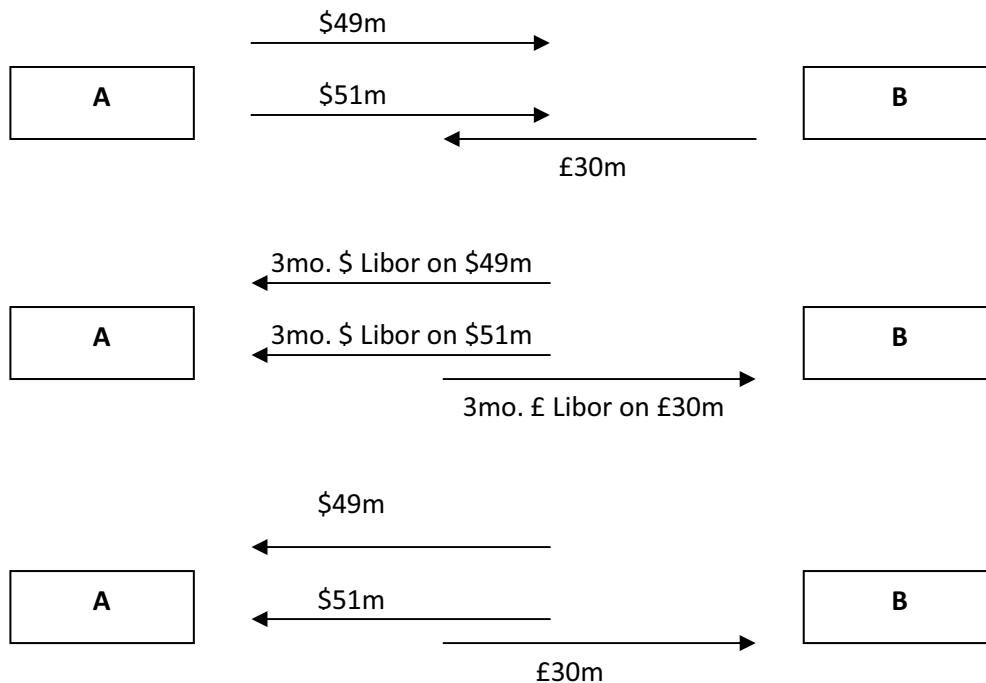 $49m
A
$51m
B
£30m
3mo. $ Libor on $49m
A
3mo. $ Libor on $51m
B
3mo. £ Libor on £30m
$49m
A
$51m
B
£30m